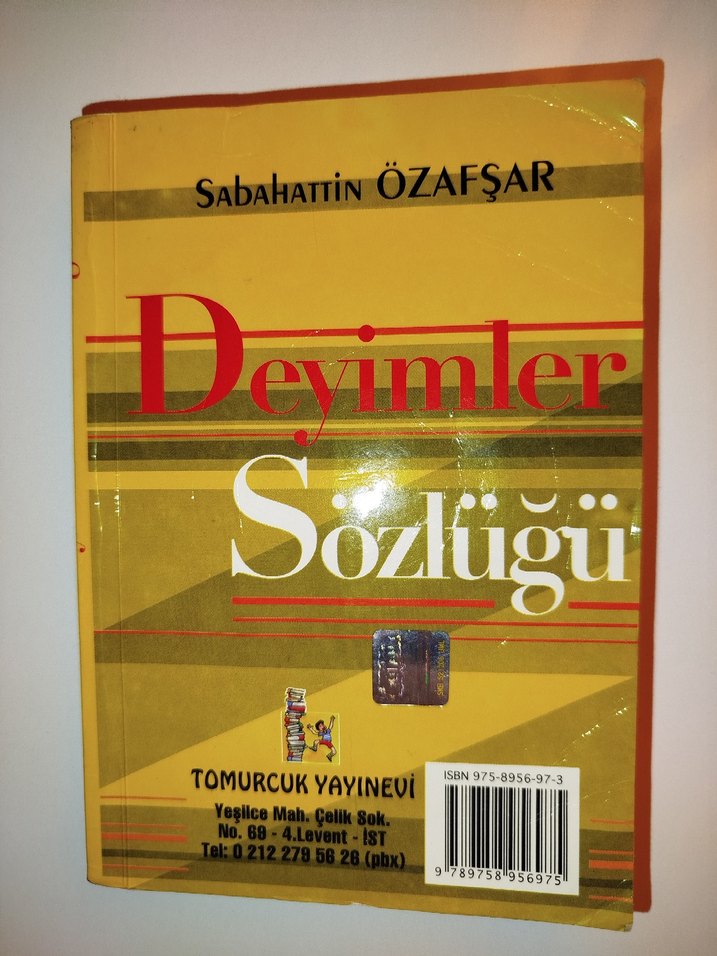 Sabahattin ÖZAFŞAR
Deyimler
Sözlüğü
TOMURCUK YAYINEVİ
Yeşilce Mah. Çelik Sok.
No. 69 - 4.Levent - İST
Tel: 0 212 279 56 26 (pbx)
ISBN 975-8956-97-3
9 789758 956975